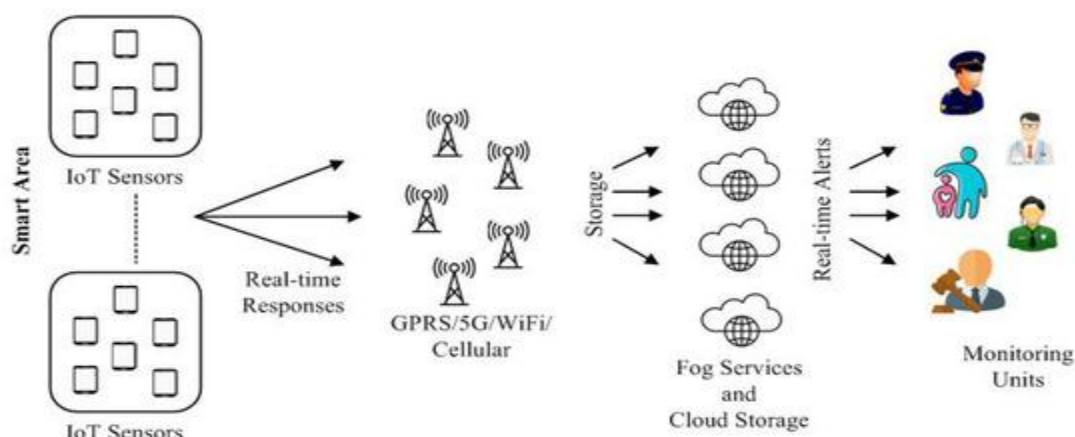 Smart Area
IoT Sensors
IoT Sensors
Real-time
Responses
GPRS/5G/WiFi/
Cellular
Storage
Fog Services
and
Cloud Storage
Real-time Alerts
Monitoring
Units